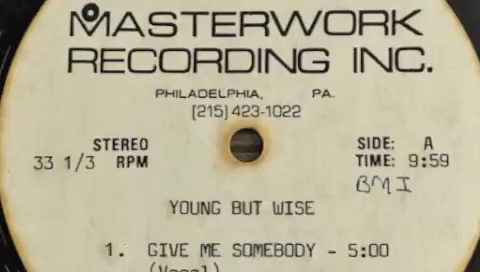 MASTERWORK
RECORDING INC.
PHILADELPHIA, PA.
(215) 423-1022
STEREO
33 1/3 RPM
SIDE: A
TIME: 9:59
BMI
YOUNG BUT WISE
1. GIVE ME SOMEBODY - 5:00
(Vocal)